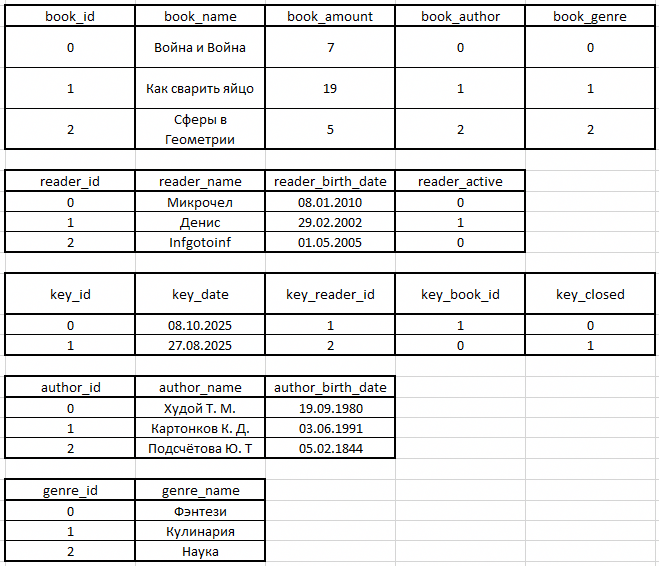 book_id book_name book_amount book_author book_genre
0 Война и Война 7 0 0
1 Как сварить яйцо 19 1 1
2 Сферы в Геометрии 5 2 2
reader_id reader_name reader_birth_date reader_active
0 Микрочел 08.01.2010 0
1 Денис 29.02.2002 1
2 Infgotoinf 01.05.2005 0
key_id key_date key_reader_id key_book_id key_closed
0 08.10.2025 1 1 0
1 27.08.2025 2 0 1
author_id author_name author_birth_date
0 Худой Т. М. 19.09.1980
1 Картонков К. Д. 03.06.1991
2 Подсчётова Ю. Т 05.02.1844
genre_id genre_name
0 Фэнтези
1 Кулинария
2 Наука